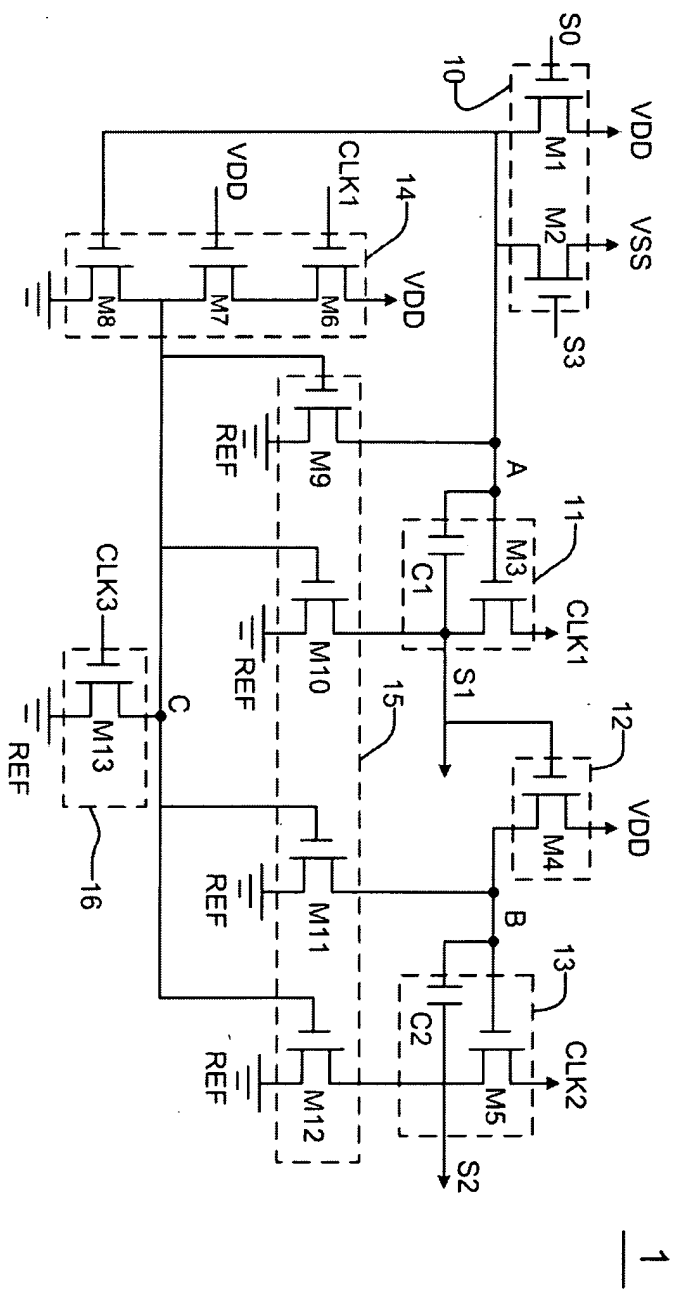 1
VDD
VSS
S0
M1
M2
S3
10
11
12
13
CLK1
VDD
CLK2
M3
M4
M5
A
B
C1
C2
S1
S2
14
CLK1
VDD
VDD
M6
M7
M8
15
M9
M10
M11
M12
REF
REF
REF
REF
C
CLK3
M13
REF
16